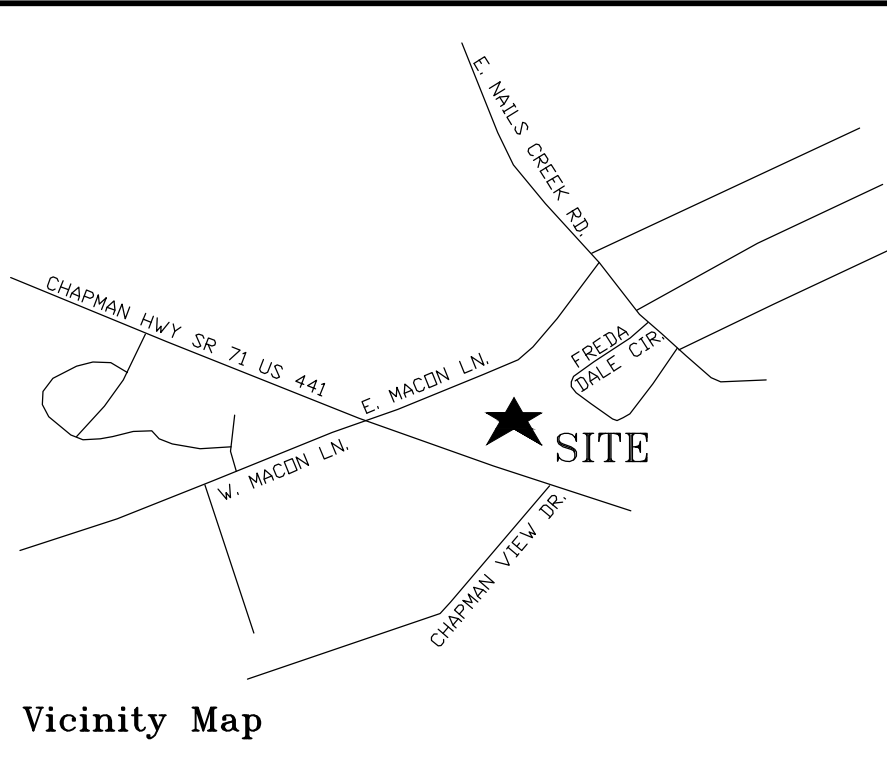 E. NAILS CREEK RD.
CHAPMAN HWY SR 71 US 441
FREDA
DALE CIR.
E. MACON LN.
SITE
W. MACON LN.
CHAPMAN VIEW DR.
Vicinity Map